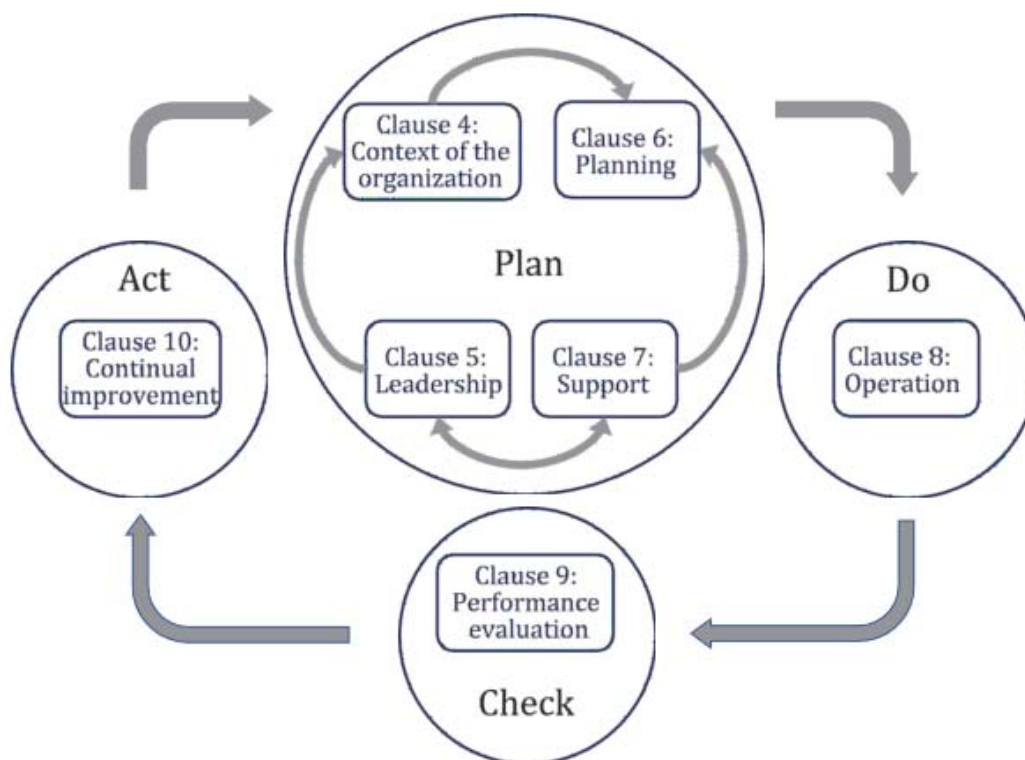 Clause 4:
Context of the
organization
Clause 6:
Planning
Plan
Clause 5:
Leadership
Clause 7:
Support
Do
Clause 8:
Operation
Clause 9:
Performance
evaluation
Check
Act
Clause 10:
Continual
improvement